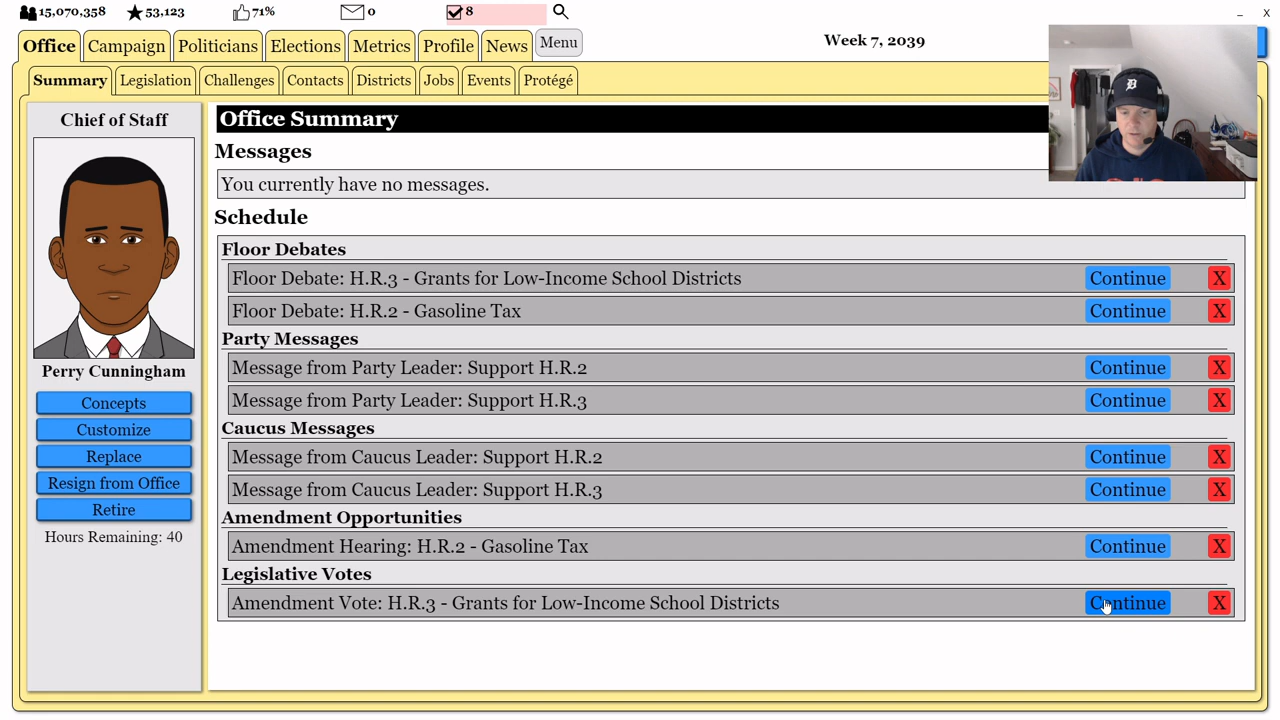 15,070,358 53,123 71% 0 8
_ X
Office Campaign Politicians Elections Metrics Profile News Menu
Week 7, 2039
Summary Legislation Challenges Contacts Districts Jobs Events Protégé
Chief of Staff
Perry Cunningham
Concepts
Customize
Replace
Resign from Office
Retire
Hours Remaining: 40
Office Summary
Messages
You currently have no messages.
Schedule
Floor Debates
Floor Debate: H.R.3 - Grants for Low-Income School Districts Continue X
Floor Debate: H.R.2 - Gasoline Tax Continue X
Party Messages
Message from Party Leader: Support H.R.2 Continue X
Message from Party Leader: Support H.R.3 Continue X
Caucus Messages
Message from Caucus Leader: Support H.R.2 Continue X
Message from Caucus Leader: Support H.R.3 Continue X
Amendment Opportunities
Amendment Hearing: H.R.2 - Gasoline Tax Continue X
Legislative Votes
Amendment Vote: H.R.3 - Grants for Low-Income School Districts Continue X